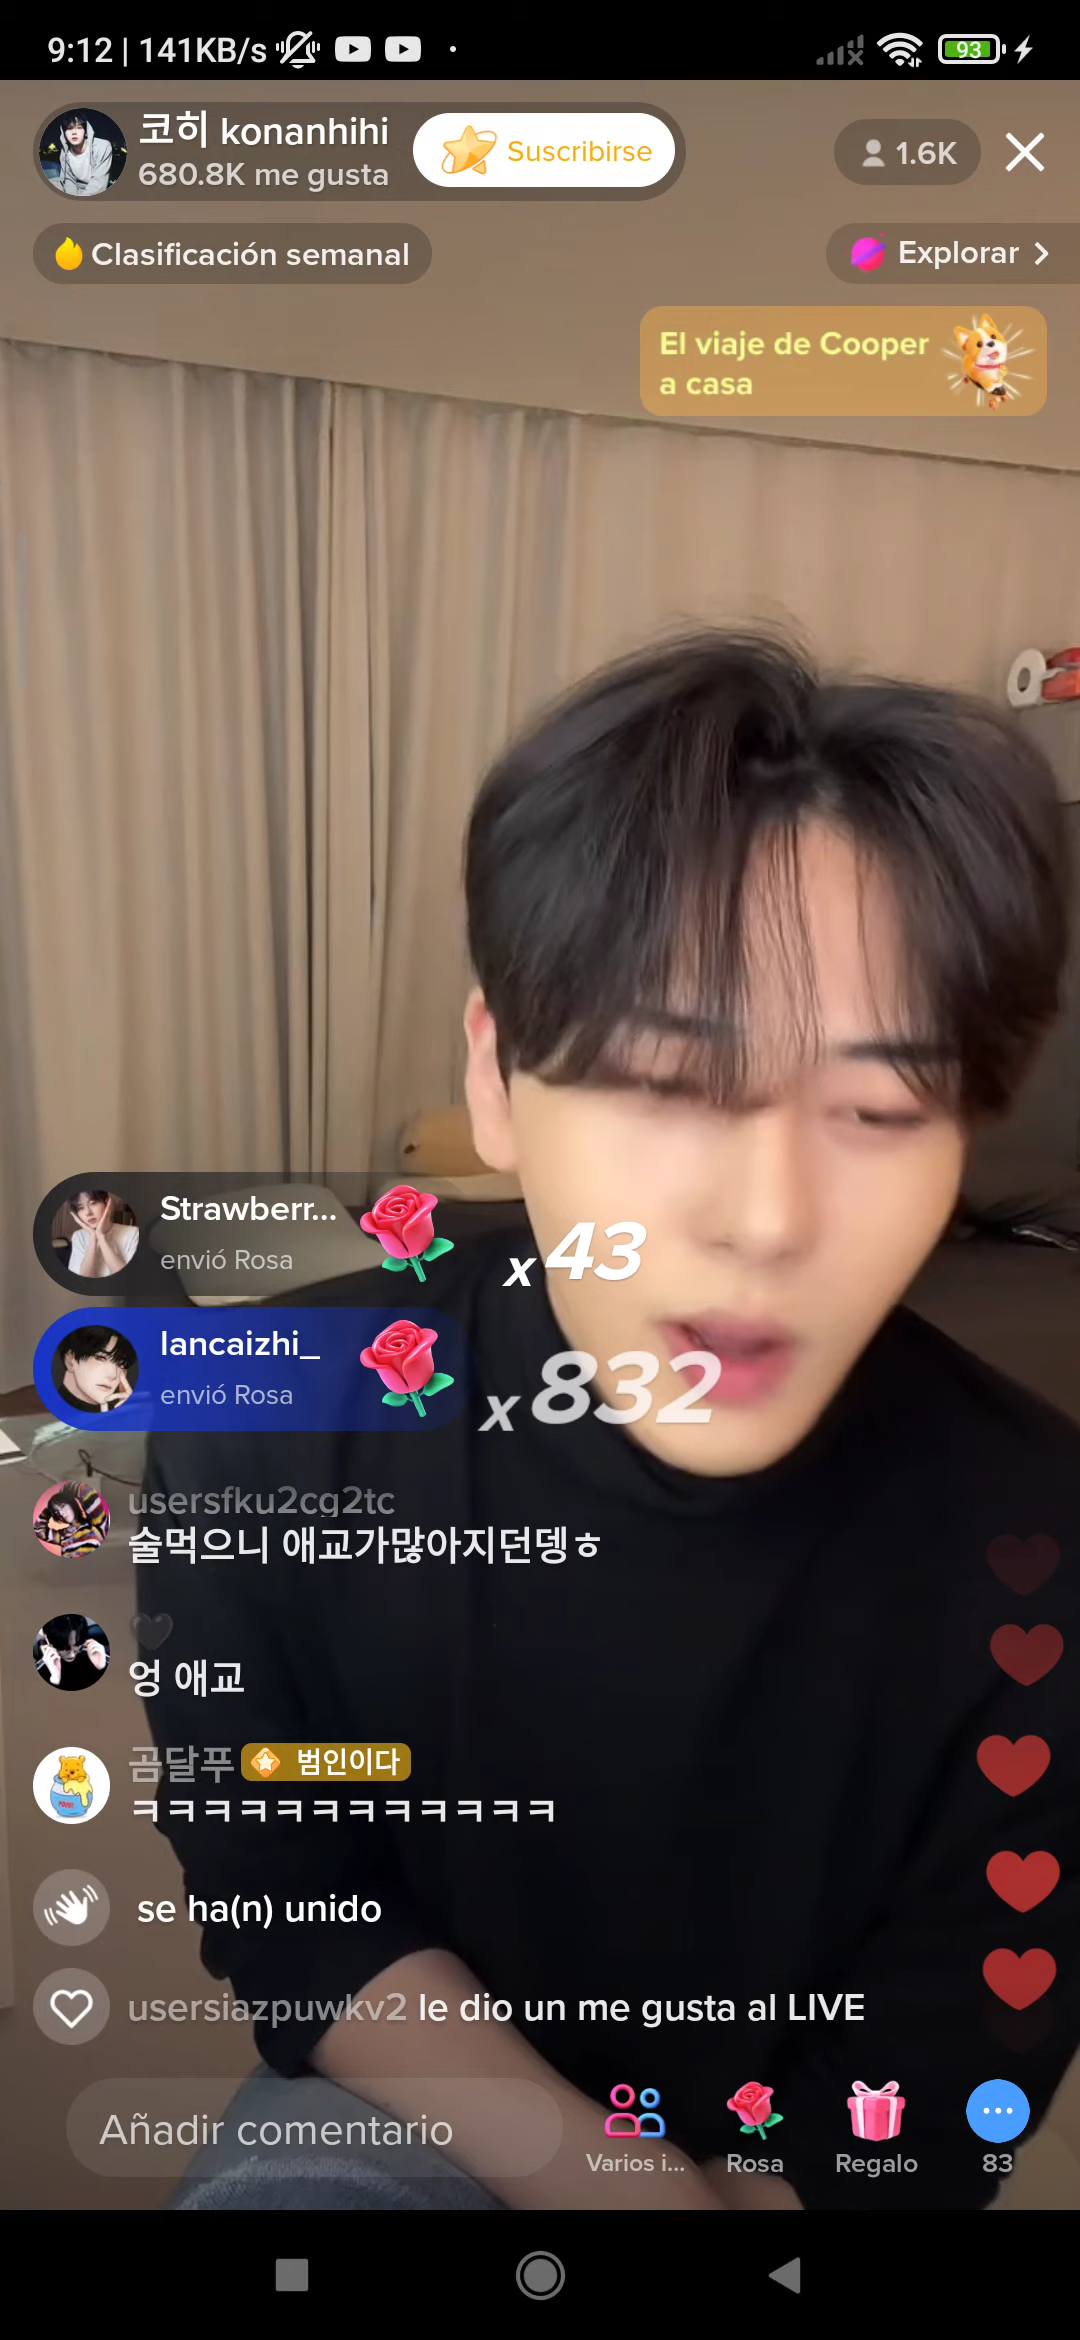 9:12 | 141KB/s
93
코히 konanhihi
680.8K me gusta
Suscribirse
1.6K
Clasificación semanal
Explorar
El viaje de Cooper
a casa
Strawberr...
envió Rosa
x 43
lancaizhi_
envió Rosa
x 832
usersfku2cg2tc
술먹으니 애교가많아지던뎅ㅎ
🖤
엉 애교
곰달푸 범인이다
ㅋㅋㅋㅋㅋㅋㅋㅋㅋㅋㅋㅋ
se ha(n) unido
usersiazpuwkv2 le dio un me gusta al LIVE
Añadir comentario
Varios i...
Rosa
Regalo
83